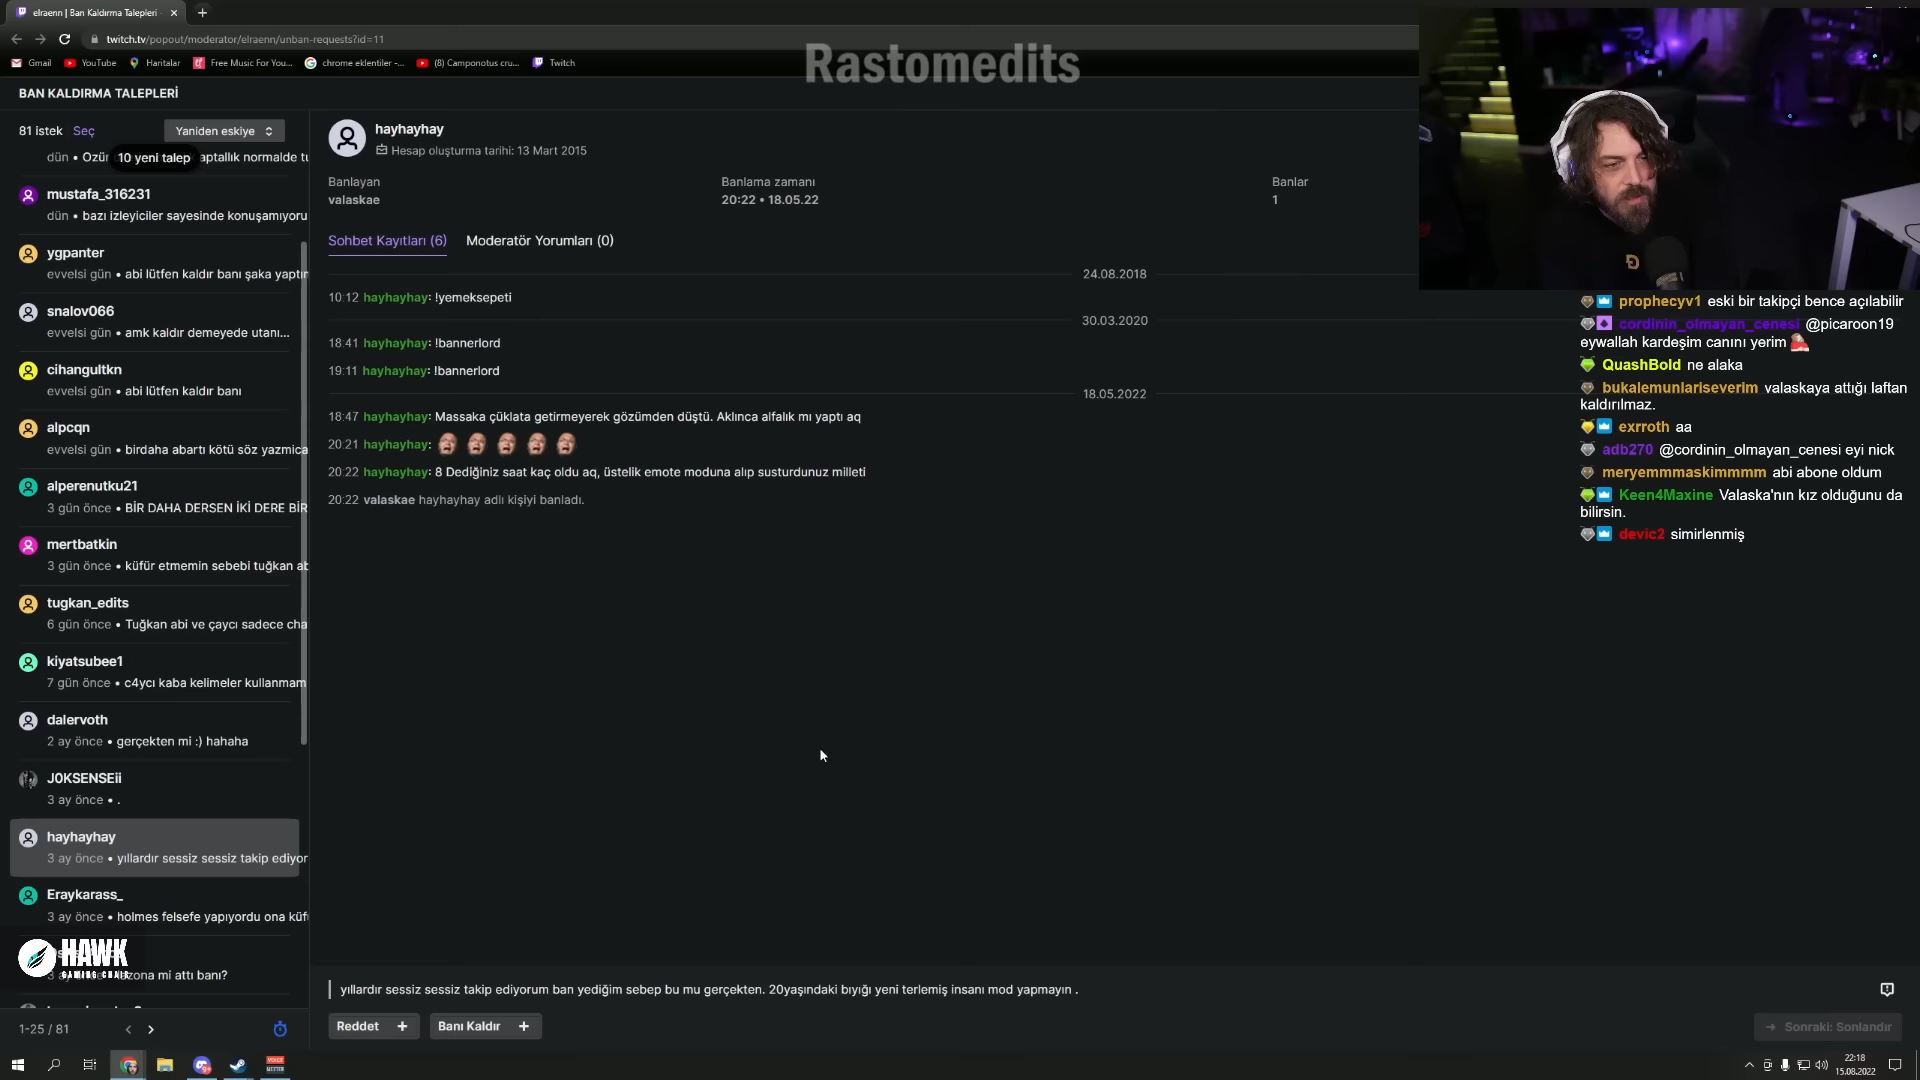 elraenn | Ban Kaldırma Talepleri
twitch.tv/popout/moderator/elraenn/unban-requests?id=11
Gmail
YouTube
Haritalar
Free Music For You...
chrome eklentiler -...
(8) Camponotus cru...
Twitch
Rastomedits
BAN KALDIRMA TALEPLERİ
81 istek Seç
Yaniden eskiye
dün • Özür
10 yeni talep
aptallık normalde tu
mustafa_316231
dün • bazı izleyiciler sayesinde konuşamıyoru
ygpanter
evvelsi gün • abi lütfen kaldır banı şaka yaptır
snalov066
evvelsi gün • amk kaldır demeyede utanı...
cihangultkn
evvelsi gün • abi lütfen kaldır banı
alpcqn
evvelsi gün • birdaha abartı kötü söz yazmica
alperenutku21
3 gün önce • BİR DAHA DERSEN İKİ DERE BİR
mertbatkin
3 gün önce • küfür etmemin sebebi tuğkan at
tugkan_edits
6 gün önce • Tuğkan abi ve çaycı sadece cha
kiyatsubee1
7 gün önce • c4ycı kaba kelimeler kullanmam
dalervoth
2 ay önce • gerçekten mi :) hahaha
J0KSENSEii
3 ay önce • .
hayhayhay
3 ay önce • yıllardır sessiz sessiz takip ediyor
Eraykarass_
3 ay önce • holmes felsefe yapıyordu ona küfü
HAWK
GAMING CHAIR
zona mi attı banı?
1-25 / 81
hayhayhay
Hesap oluşturma tarihi: 13 Mart 2015
Banlayan
valaskae
Banlama zamanı
20:22 • 18.05.22
Banlar
1
Sohbet Kayıtları (6)
Moderatör Yorumları (0)
24.08.2018
10:12 hayhayhay: !yemeksepeti
30.03.2020
18:41 hayhayhay: !bannerlord
19:11 hayhayhay: !bannerlord
18.05.2022
18:47 hayhayhay: Massaka çüklata getirmeyerek gözümden düştü. Aklınca alfalık mı yaptı aq
20:21 hayhayhay:
20:22 hayhayhay: 8 Dediğiniz saat kaç oldu aq, üstelik emote moduna alıp susturdunuz milleti
20:22 valaskae hayhayhay adlı kişiyi banladı.
yıllardır sessiz sessiz takip ediyorum ban yediğim sebep bu mu gerçekten. 20yaşındaki bıyığı yeni terlemiş insanı mod yapmayın .
Reddet +
Banı Kaldır +
Sonraki: Sonlandır
prophecyv1 eski bir takipçi bence açılabilir
cordinin_olmayan_cenesi @picaroon19
eywallah kardeşim canını yerim
QuashBold ne alaka
bukalemunlariseverim valaskaya attığı laftan
kaldırılmaz.
exrroth aa
adb270 @cordinin_olmayan_cenesi eyi nick
meryemmmaskimmmm abi abone oldum
Keen4Maxine Valaska'nın kız olduğunu da
bilirsin.
devic2 simirlenmiş
22:18
15.08.2022